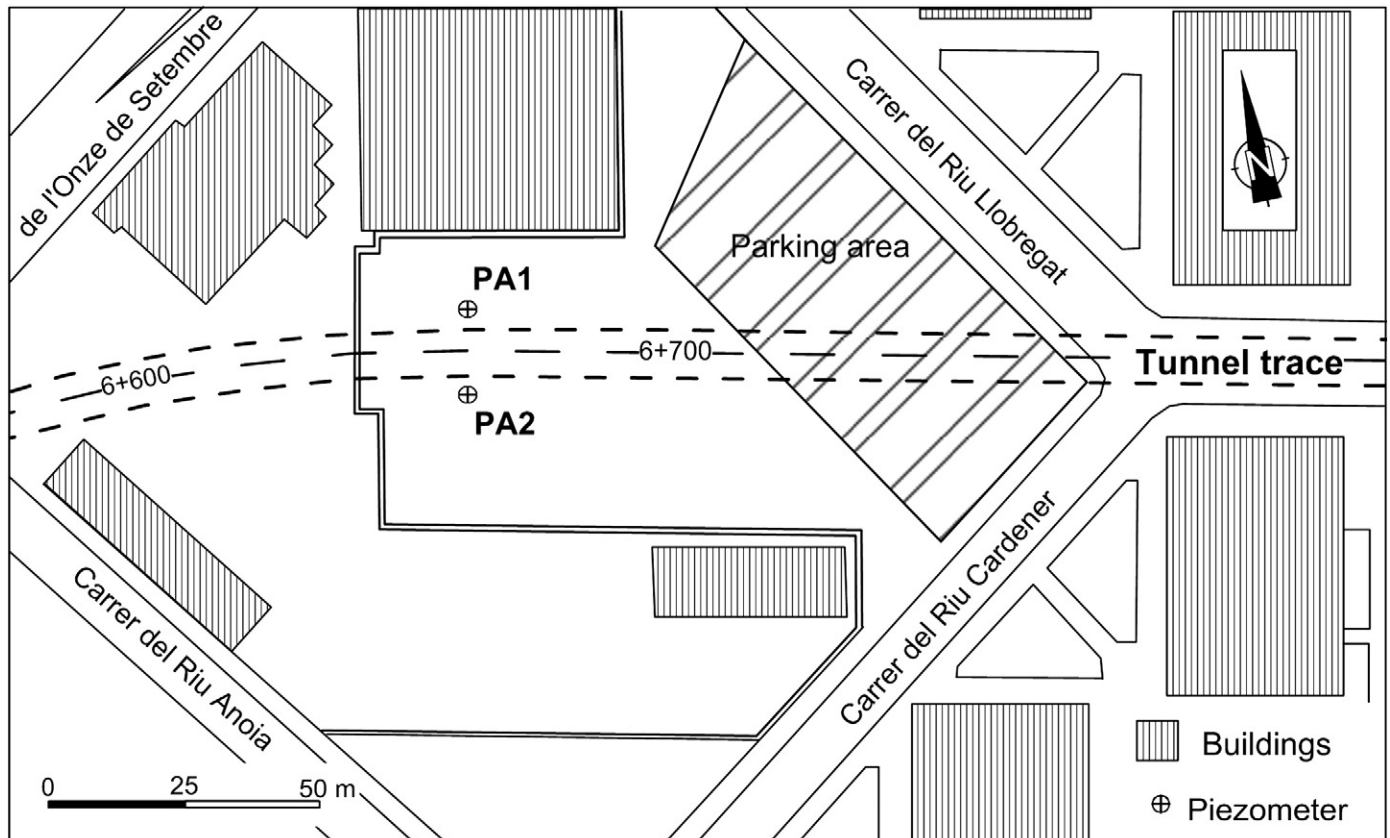 de l'Onze de Setembre
Carrer del Riu Llobregat
N
Parking area
PA1
6+600
6+700
Tunnel trace
PA2
Carrer del Riu Anoia
Carrer del Riu Cardener
Buildings
Piezometer
0 25 50 m